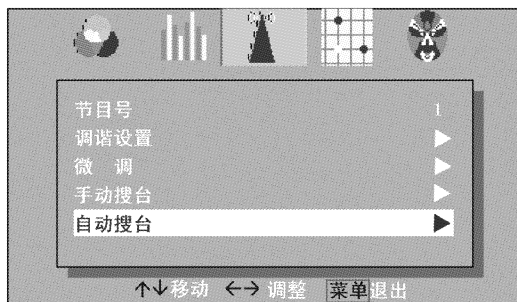 节目号 1
调谐设置 ▶
微 调 ▶
手动搜台 ▶
自动搜台 ▶
↑↓移动 ←→ 调整 菜单退出